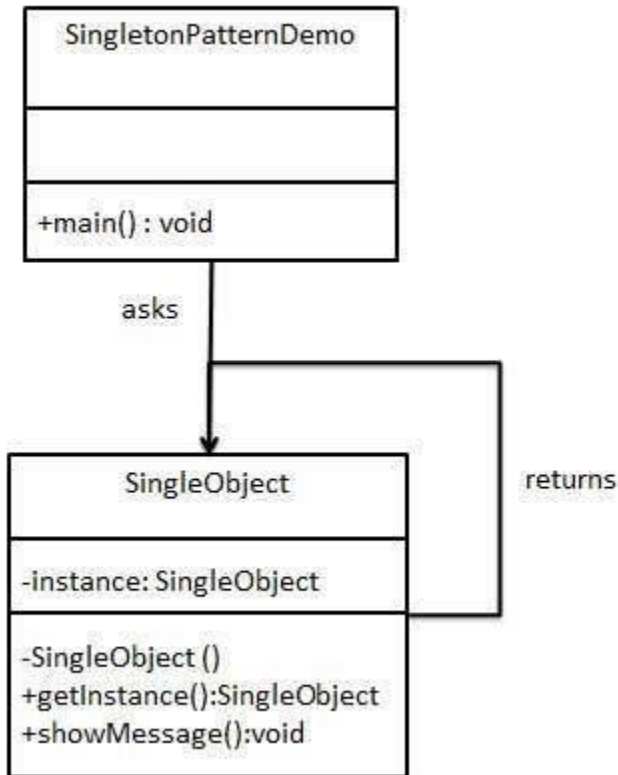 SingletonPatternDemo
+main() : void
asks
SingleObject
returns
-instance: SingleObject
-SingleObject ()
+getInstance():SingleObject
+showMessage():void